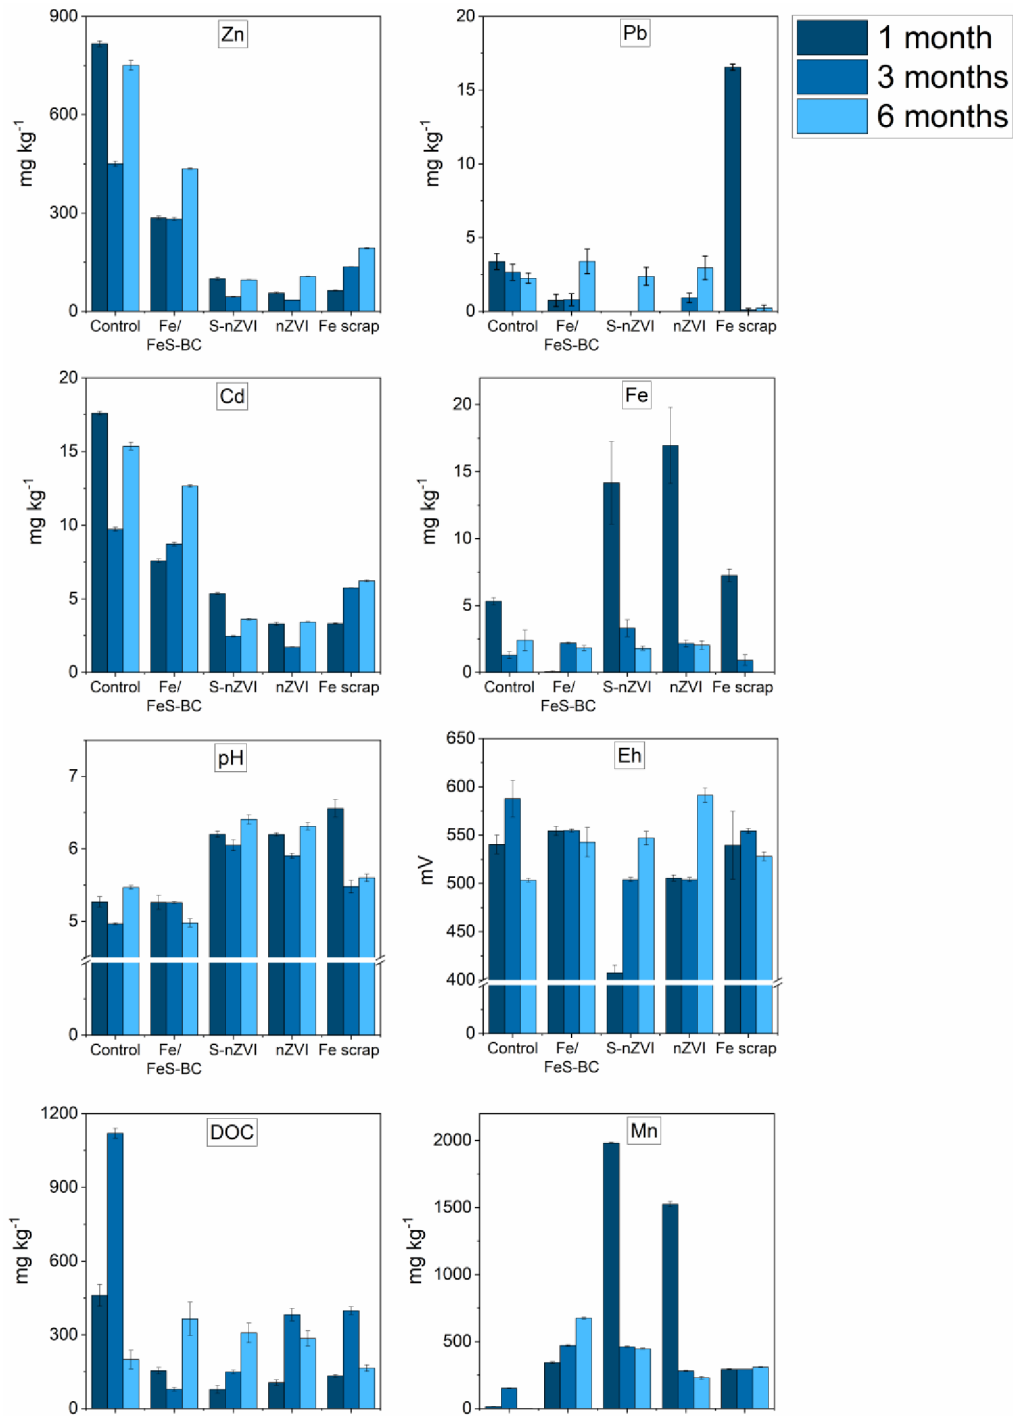 1 month
3 months
6 months
Zn
mg kg⁻¹
900
600
300
0
Control
Fe/
FeS-BC
S-nZVI
nZVI
Fe scrap
Pb
mg kg⁻¹
20
15
10
5
0
Control
Fe/
FeS-BC
S-nZVI
nZVI
Fe scrap
Cd
mg kg⁻¹
20
15
10
5
0
Control
Fe/
FeS-BC
S-nZVI
nZVI
Fe scrap
Fe
mg kg⁻¹
20
15
10
5
0
Control
Fe/
FeS-BC
S-nZVI
nZVI
Fe scrap
pH
7
6
5
0
Control
Fe/
FeS-BC
S-nZVI
nZVI
Fe scrap
Eh
mV
650
600
550
500
450
400
0
Control
Fe/
FeS-BC
S-nZVI
nZVI
Fe scrap
DOC
mg kg⁻¹
1200
900
600
300
0
Mn
mg kg⁻¹
2000
1500
1000
500
0